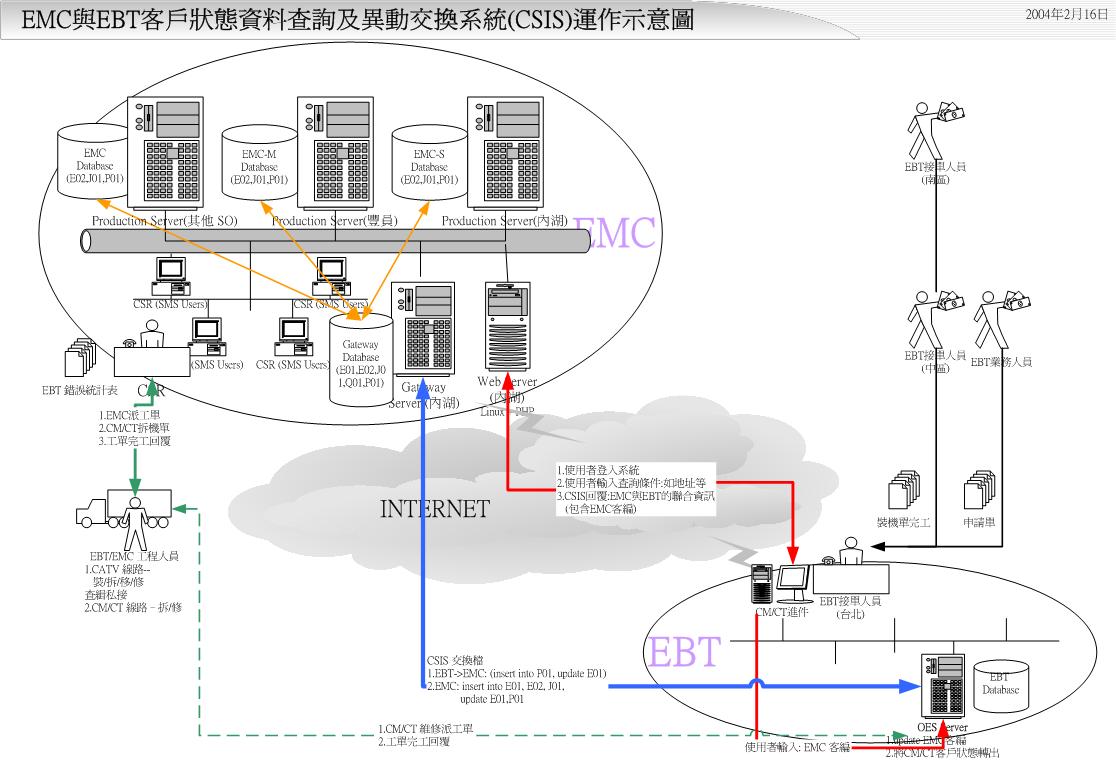 EMC與EBT客戶狀態資料查詢及異動交換系統(CSIS)運作示意圖
2004年2月16日
EMC
Database
(E02,J01,P01)
EMC-M
Database
(E02,J01,P01)
EMC-S
Database
(E02,J01,P01)
Production Server(其他 SO)
Production Server(豐員)
Production Server(內湖)
EMC
CSR (SMS Users)
CSR (SMS Users)
(SMS Users)
CSR (SMS Users)
Gateway
Database
(E01,E02,J0
1,Q01,P01)
Gateway
Server(內湖)
Web Server
(內湖)
Linux PHP
EBT 錯誤統計表
CSR
1.EMC派工單
2.CM/CT拆機單
3.工單完工回覆
EBT/EMC 工程人員
1.CATV 線路--
裝/拆/移/修
查緝私接
2.CM/CT 線路 - 拆/修
INTERNET
1.使用者登入系統
2.使用者輸入查詢條件:如地址等
3.CSIS回覆:EMC與EBT的聯合資訊
(包含EMC客編)
EBT接單人員
(南區)
EBT接單人員
(中區)
EBT業務人員
裝機單完工
申請單
CM/CT進件
EBT接單人員
(台北)
EBT
EBT
Database
OES Server
1.update EMC客編
2.將CM/CT客戶狀態轉出
CSIS 交換檔
1.EBT->EMC: (insert into P01, update E01)
2.EMC: insert into E01, E02, J01,
update E01,P01
1.CM/CT 維修派工單
2.工單完工回覆
使用者輸入: EMC 客編